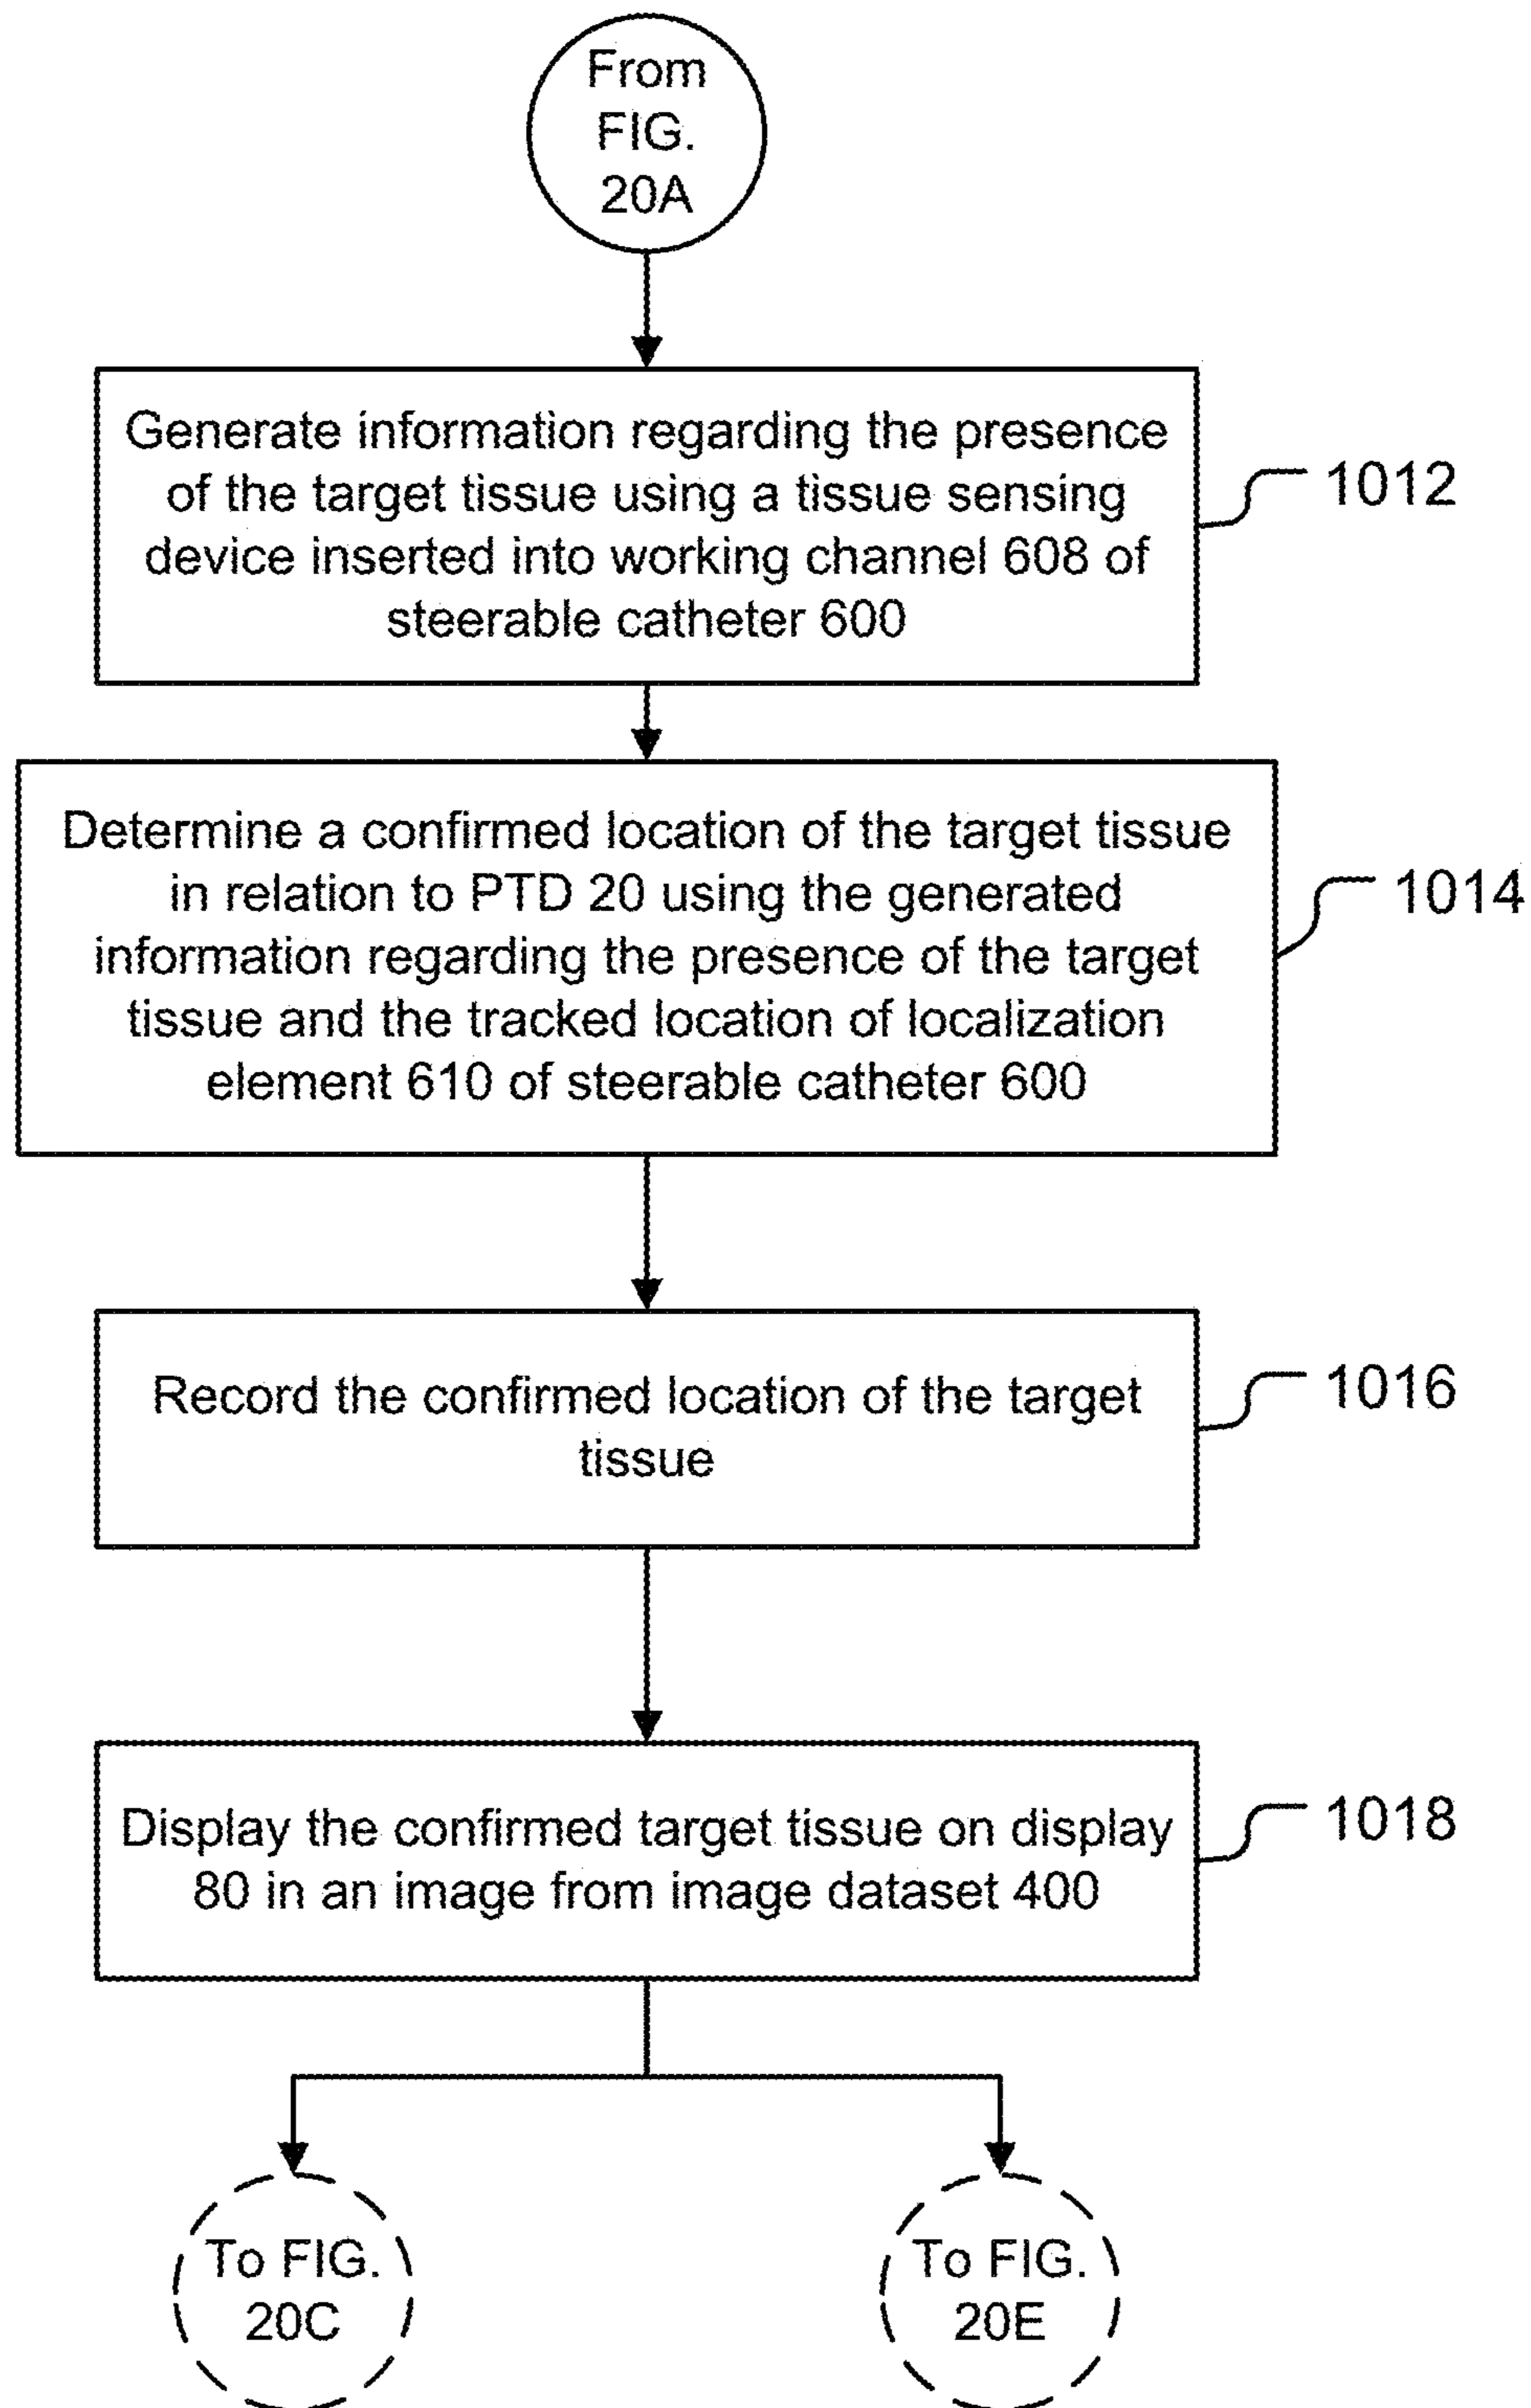 From
FIG.
20A
Generate information regarding the presence
of the target tissue using a tissue sensing
device inserted into working channel 608 of
steerable catheter 600
1012
Determine a confirmed location of the target tissue
in relation to PTD 20 using the generated
information regarding the presence of the target
tissue and the tracked location of localization
element 610 of steerable catheter 600
1014
Record the confirmed location of the target
tissue
1016
Display the confirmed target tissue on display
80 in an image from image dataset 400
1018
To FIG.
20C
To FIG.
20E